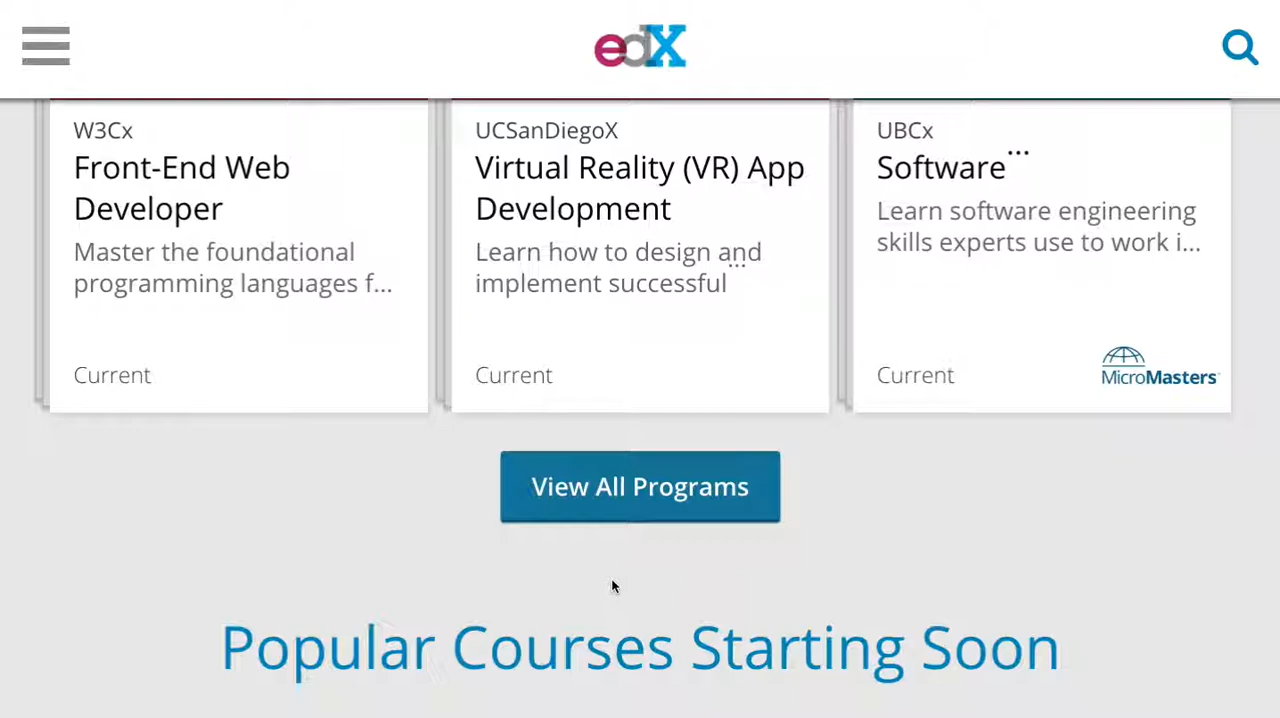 edX
W3Cx
Front-End Web
Developer
Master the foundational
programming languages f...
Current
UCSanDiegoX
Virtual Reality (VR) App
Development
Learn how to design and
implement successful...
Current
UBCx
Software...
Learn software engineering
skills experts use to work i...
Current
MicroMasters
View All Programs
Popular Courses Starting Soon